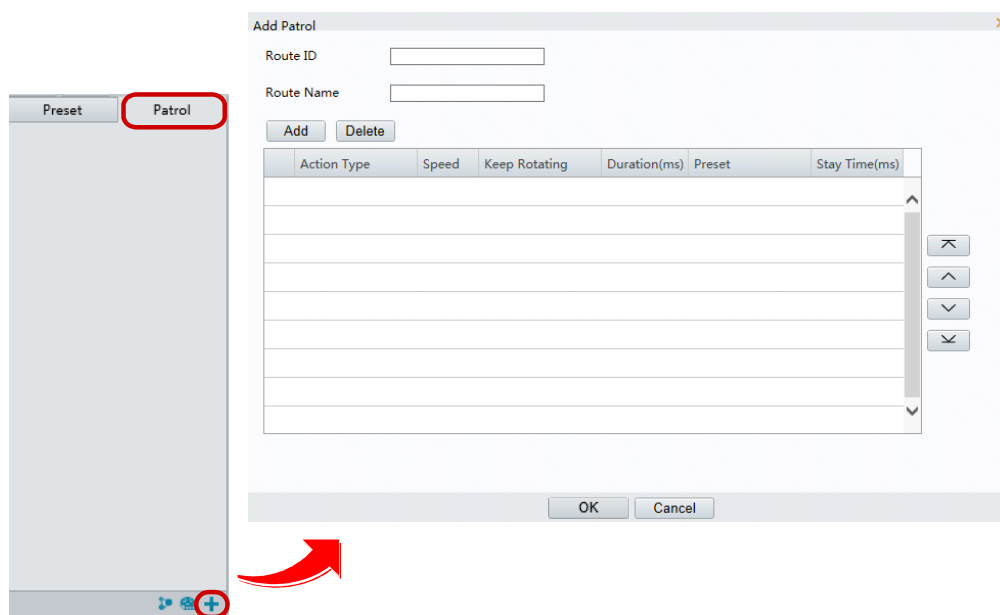 Preset Patrol
Add Patrol
Route ID
Route Name
Add Delete
Action Type Speed Keep Rotating Duration(ms) Preset Stay Time(ms)
OK Cancel